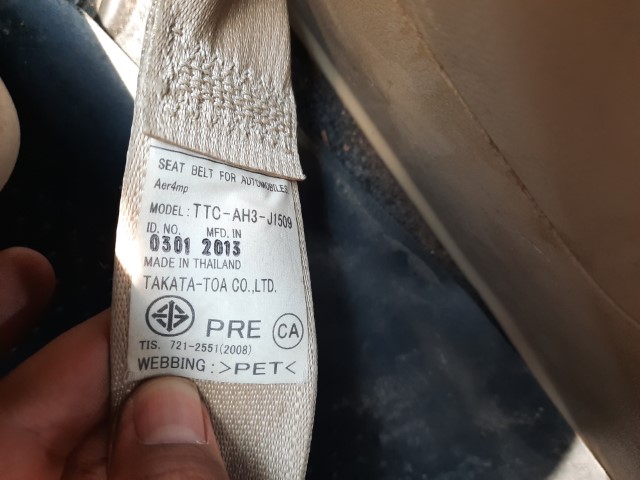 SEAT BELT FOR AUTOMOBILES
Aer4mp
MODEL: TTC-AH3-J1509
ID. NO. MFD. IN
0301 2013
MADE IN THAILAND
TAKATA-TOA CO., LTD.
PRE CA
TIS. 721-2551(2008)
WEBBING : >PET<